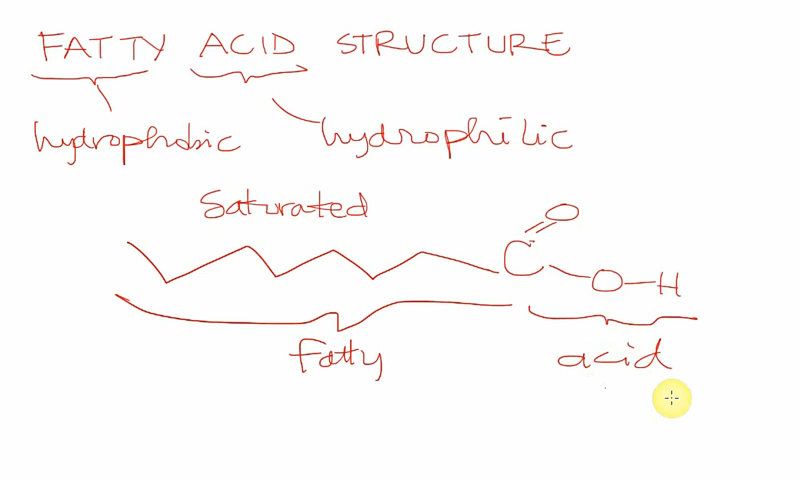 FATTY ACID STRUCTURE
hydrophobic hydrophilic
Saturated
O
C
O-H
fatty acid